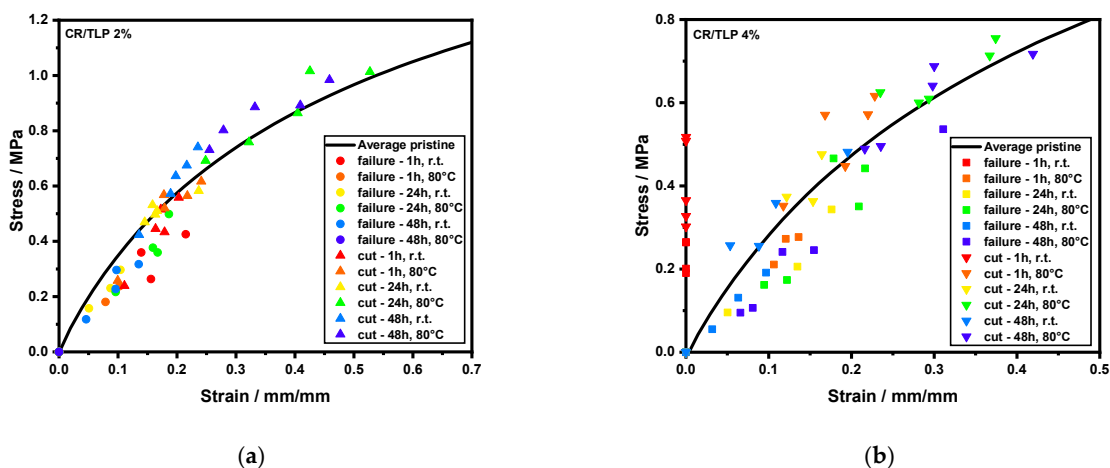 CR/TLP 2%
1.2
1.0
0.8
0.6
0.4
0.2
0.0
Stress / MPa
0.0 0.1 0.2 0.3 0.4 0.5 0.6 0.7
Strain / mm/mm
Average pristine
failure - 1h, r.t.
failure - 1h, 80°C
failure - 24h, r.t.
failure - 24h, 80°C
failure - 48h, r.t.
failure - 48h, 80°C
cut - 1h, r.t.
cut - 1h, 80°C
cut - 24h, r.t.
cut - 24h, 80°C
cut - 48h, r.t.
cut - 48h, 80°C
(a)
CR/TLP 4%
0.8
0.6
0.4
0.2
0.0
Stress / MPa
0.0 0.1 0.2 0.3 0.4 0.5
Strain / mm/mm
Average pristine
failure - 1h, r.t.
failure - 1h, 80°C
failure - 24h, r.t.
failure - 24h, 80°C
failure - 48h, r.t.
failure - 48h, 80°C
cut - 1h, r.t.
cut - 1h, 80°C
cut - 24h, r.t.
cut - 24h, 80°C
cut - 48h, r.t.
cut - 48h, 80°C
(b)